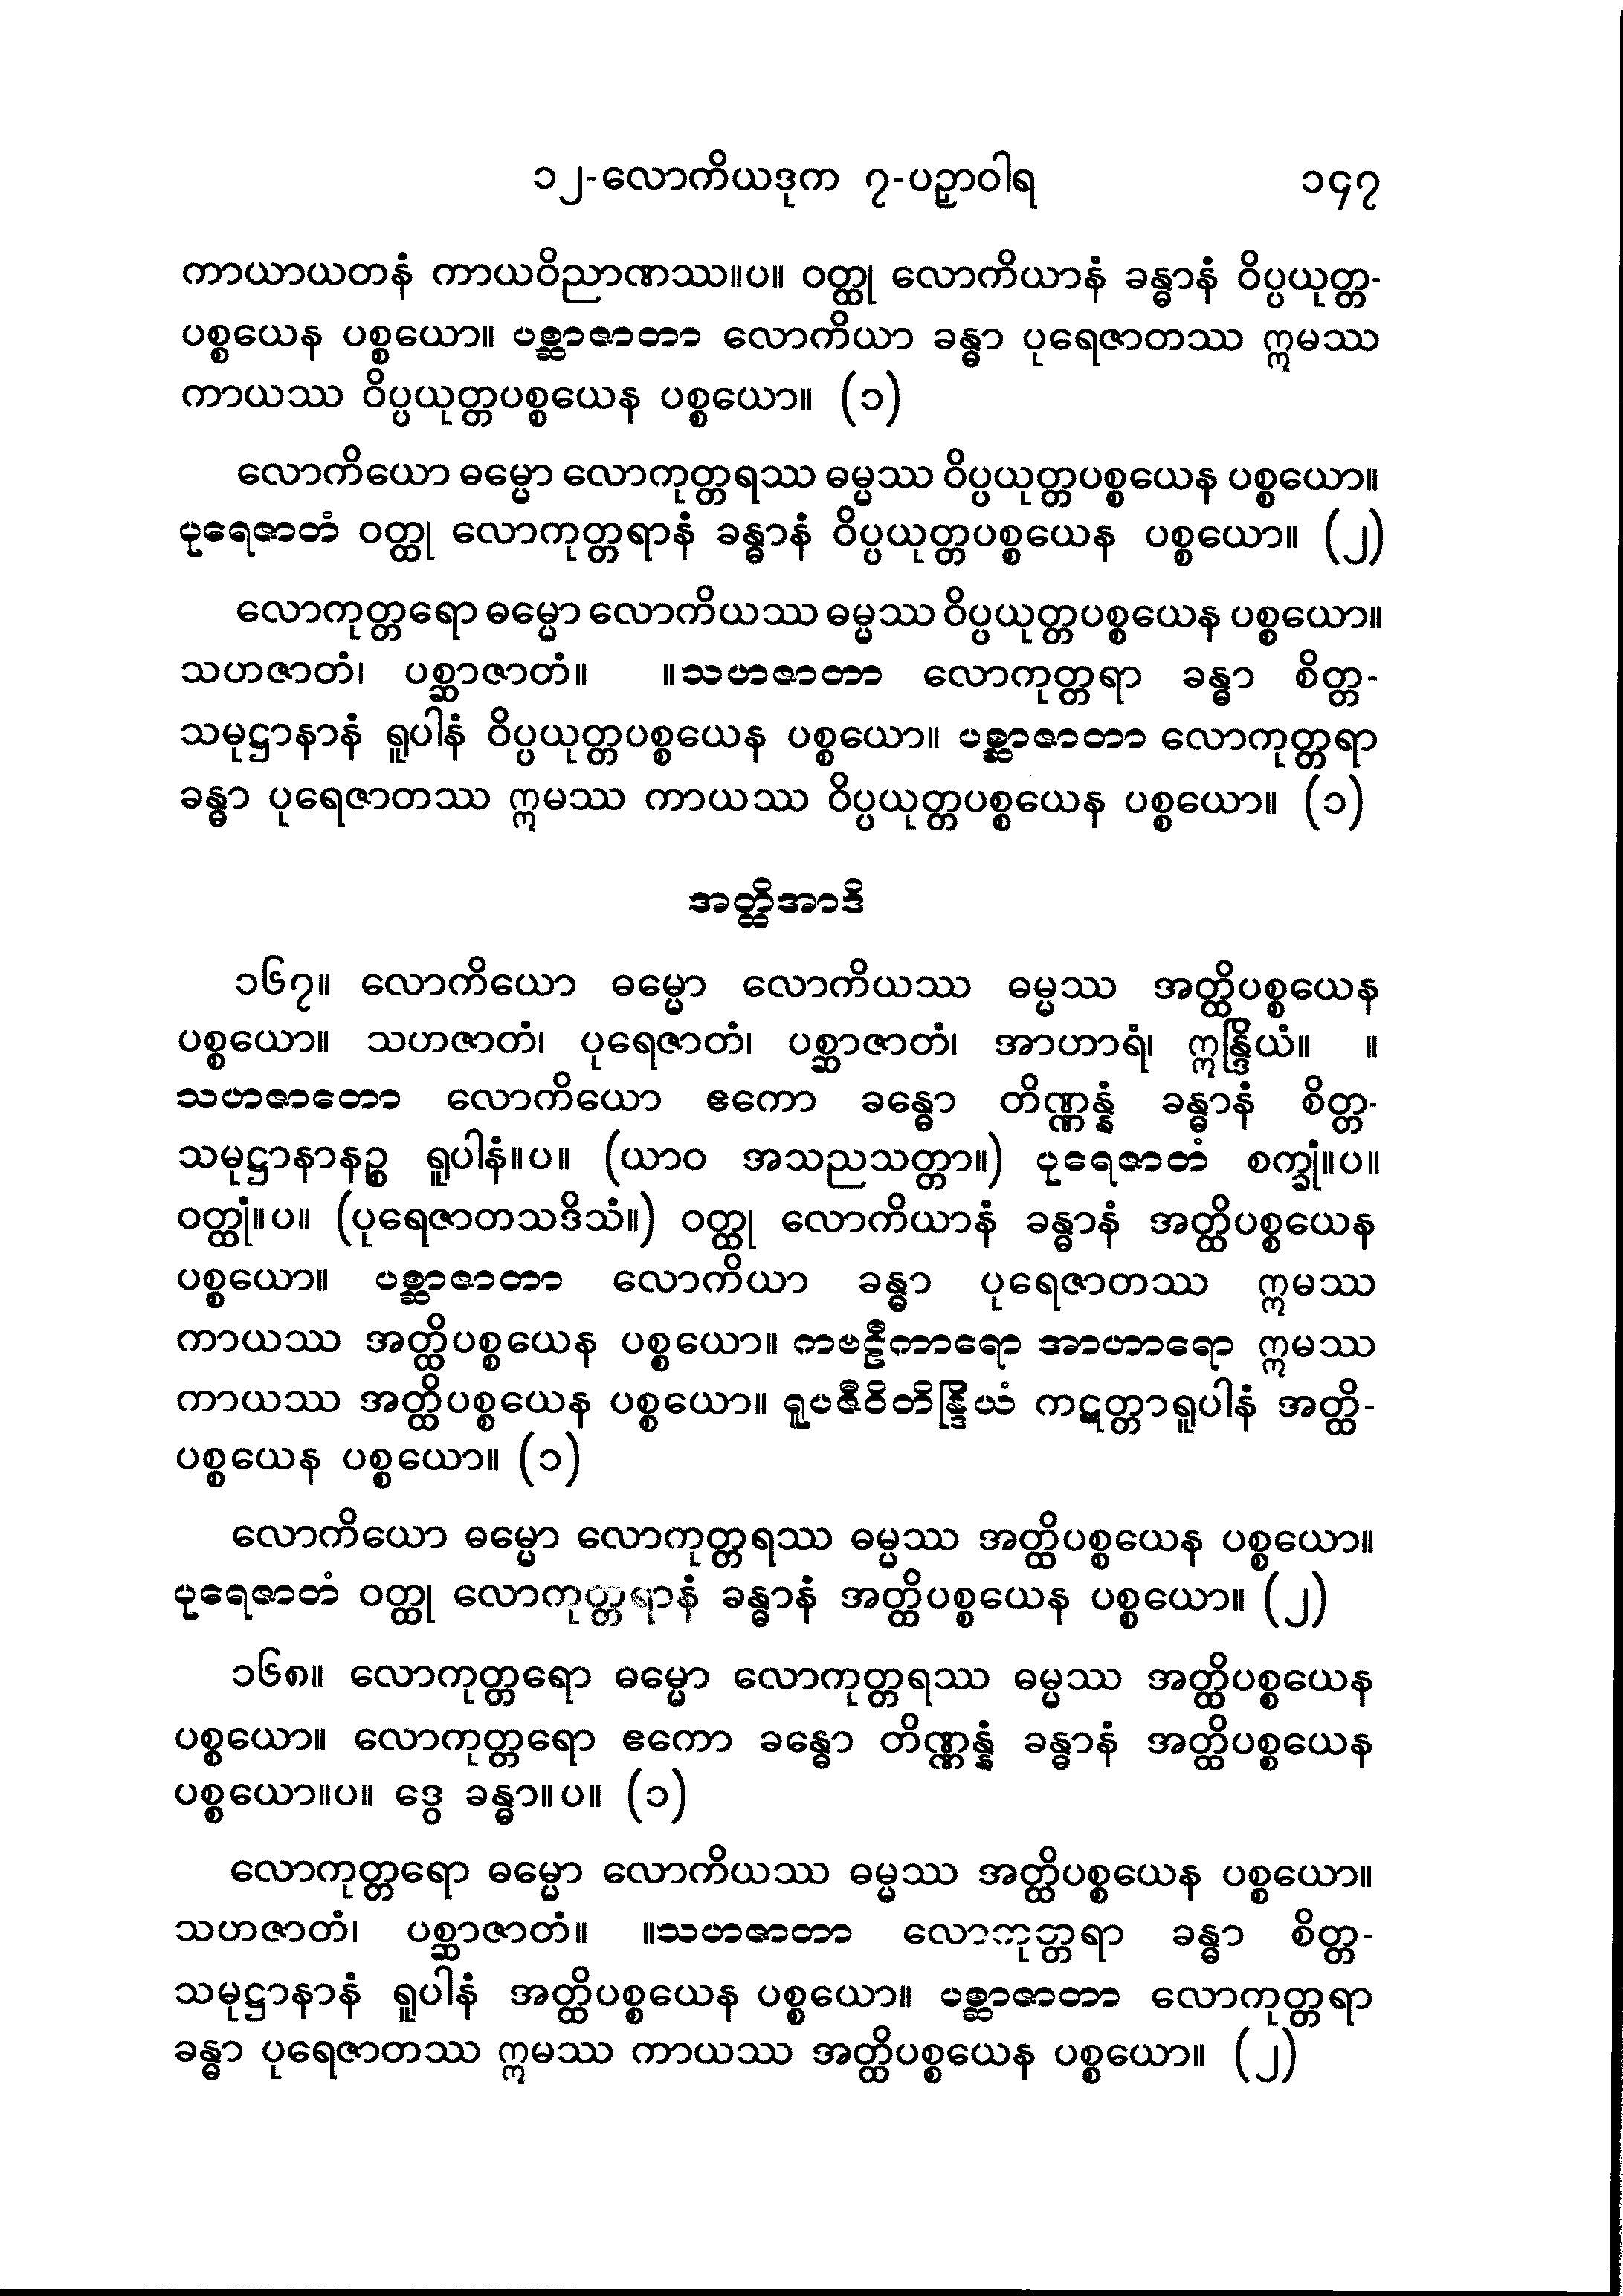 ၁၂-လောကိယဒုက ၇-ပဉှာဝါရ ၁၄၇
ကာယာယတနံ ကာယဝိညာဏဿ။ပ။ ဝတ္ထု လောကိယာနံ ခန္ဓာနံ ဝိပ္ပယုတ္တ-
ပစ္စယေန ပစ္စယော။ ပစ္ဆာဇာတာ လောကိယာ ခန္ဓာ ပုရေဇာတဿ ဣမဿ
ကာယဿ ဝိပ္ပယုတ္တပစ္စယေန ပစ္စယော။ (၁)
လောကိယော ဓမ္မော လောကုတ္တရဿ ဓမ္မဿ ဝိပ္ပယုတ္တပစ္စယေန ပစ္စယော။
ပုရေဇာတံ ဝတ္ထု လောကုတ္တရာနံ ခန္ဓာနံ ဝိပ္ပယုတ္တပစ္စယေန ပစ္စယော။ (၂)
လောကုတ္တရော ဓမ္မော လောကိယဿ ဓမ္မဿ ဝိပ္ပယုတ္တပစ္စယေန ပစ္စယော။
သဟဇာတံ၊ ပစ္ဆာဇာတံ။ ။သဟဇာတာ လောကုတ္တရာ ခန္ဓာ စိတ္တ-
သမုဋ္ဌာနာနံ ရူပါနံ ဝိပ္ပယုတ္တပစ္စယေန ပစ္စယော။ ပစ္ဆာဇာတာ လောကုတ္တရာ
ခန္ဓာ ပုရေဇာတဿ ဣမဿ ကာယဿ ဝိပ္ပယုတ္တပစ္စယေန ပစ္စယော။ (၁)
အတ္ထိအာဒိ
၁၆၇။ လောကိယော ဓမ္မော လောကိယဿ ဓမ္မဿ အတ္ထိပစ္စယေန
ပစ္စယော။ သဟဇာတံ၊ ပုရေဇာတံ၊ ပစ္ဆာဇာတံ၊ အာဟာရံ၊ ဣန္ဒြိယံ။ ။
သဟဇာတော လောကိယော ဧကော ခန္ဓော တိဏ္ဏန္နံ ခန္ဓာနံ စိတ္တ-
သမုဋ္ဌာနာနဉ္စ ရူပါနံ။ပ။ (ယာဝ အသညသတ္တာ။) ပုရေဇာတံ စက္ခုံ။ပ။
ဝတ္ထုံ။ပ။ (ပုရေဇာတသဒိသံ။) ဝတ္ထု လောကိယာနံ ခန္ဓာနံ အတ္ထိပစ္စယေန
ပစ္စယော။ ပစ္ဆာဇာတာ လောကိယာ ခန္ဓာ ပုရေဇာတဿ ဣမဿ
ကာယဿ အတ္ထိပစ္စယေန ပစ္စယော။ ကဗဠီကာရော အာဟာရော ဣမဿ
ကာယဿ အတ္ထိပစ္စယေန ပစ္စယော။ ရူပဇီဝိတိန္ဒြိယံ ကဋတ္တာရူပါနံ အတ္ထိ-
ပစ္စယေန ပစ္စယော။ (၁)
လောကိယော ဓမ္မော လောကုတ္တရဿ ဓမ္မဿ အတ္ထိပစ္စယေန ပစ္စယော။
ပုရေဇာတံ ဝတ္ထု လောကုတ္တရာနံ ခန္ဓာနံ အတ္ထိပစ္စယေန ပစ္စယော။ (၂)
၁၆၈။ လောကုတ္တရော ဓမ္မော လောကုတ္တရဿ ဓမ္မဿ အတ္ထိပစ္စယေန
ပစ္စယော။ လောကုတ္တရော ဧကော ခန္ဓော တိဏ္ဏန္နံ ခန္ဓာနံ အတ္ထိပစ္စယေန
ပစ္စယော။ပ။ ဒွေ ခန္ဓာ။ပ။ (၁)
လောကုတ္တရော ဓမ္မော လောကိယဿ ဓမ္မဿ အတ္ထိပစ္စယေန ပစ္စယော။
သဟဇာတံ၊ ပစ္ဆာဇာတံ။ ။သဟဇာတာ လောကုတ္တရာ ခန္ဓာ စိတ္တ-
သမုဋ္ဌာနာနံ ရူပါနံ အတ္ထိပစ္စယေန ပစ္စယော။ ပစ္ဆာဇာတာ လောကုတ္တရာ
ခန္ဓာ ပုရေဇာတဿ ဣမဿ ကာယဿ အတ္ထိပစ္စယေန ပစ္စယော။ (၂)